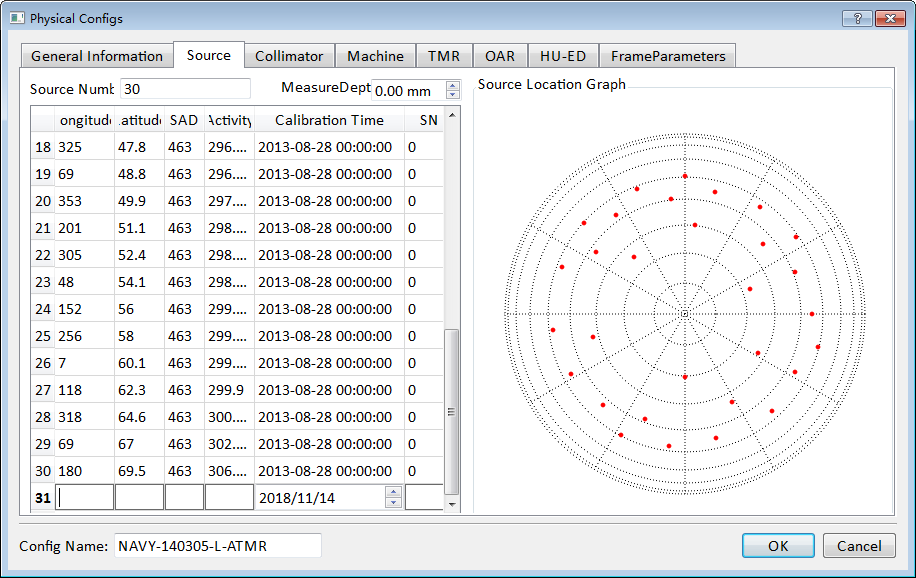 Physical Configs
General Information Source Collimator Machine TMR OAR HU-ED FrameParameters
Source Numb 30 MeasureDept 0.00 mm Source Location Graph
ongitude atitude SAD Activity Calibration Time SN
18 325 47.8 463 296.... 2013-08-28 00:00:00 0
19 69 48.8 463 296.... 2013-08-28 00:00:00 0
20 353 49.9 463 297.... 2013-08-28 00:00:00 0
21 201 51.1 463 298.... 2013-08-28 00:00:00 0
22 305 52.4 463 298.... 2013-08-28 00:00:00 0
23 48 54.1 463 298.... 2013-08-28 00:00:00 0
24 152 56 463 299.... 2013-08-28 00:00:00 0
25 256 58 463 299.... 2013-08-28 00:00:00 0
26 7 60.1 463 299.... 2013-08-28 00:00:00 0
27 118 62.3 463 299.9 2013-08-28 00:00:00 0
28 318 64.6 463 300.... 2013-08-28 00:00:00 0
29 69 67 463 302.... 2013-08-28 00:00:00 0
30 180 69.5 463 306.... 2013-08-28 00:00:00 0
31 2018/11/14
Config Name: NAVY-140305-L-ATMR OK Cancel